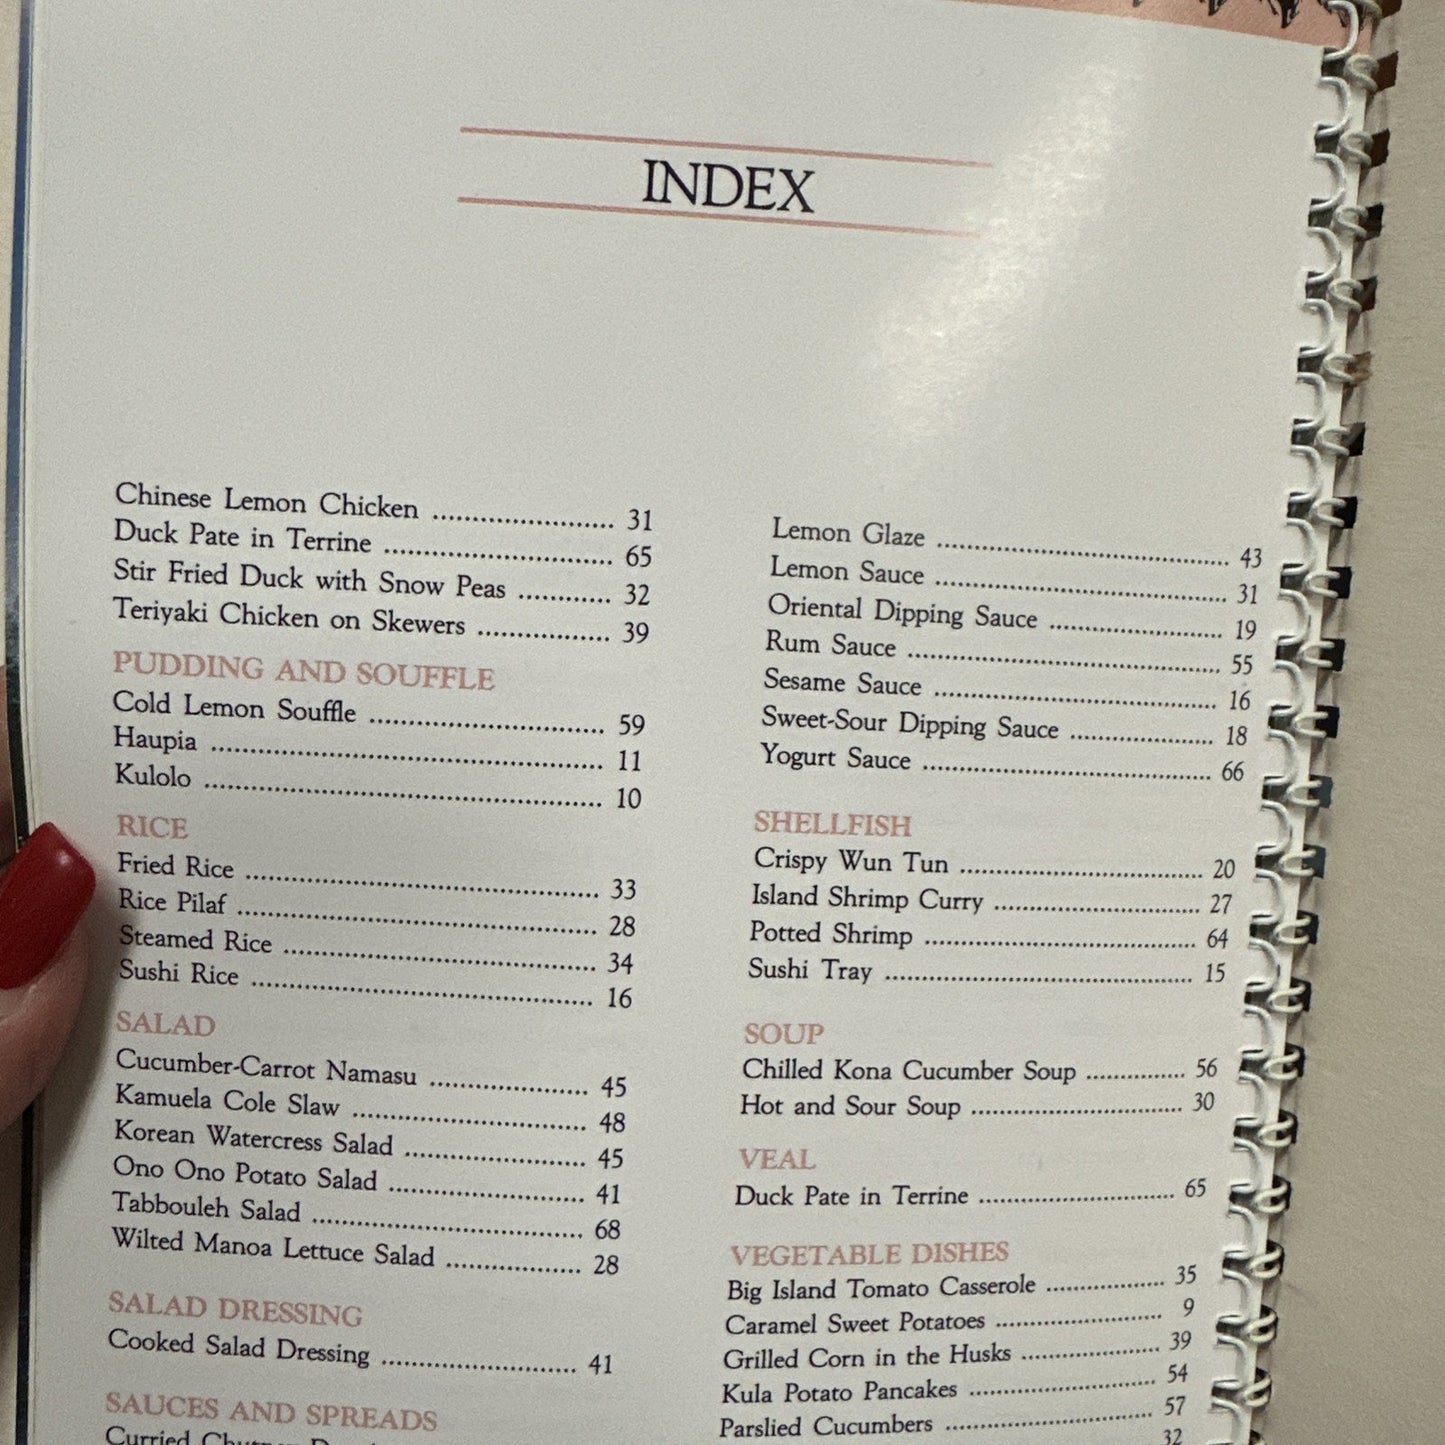 INDEX
Chinese Lemon Chicken ........................ 31
Duck Pate in Terrine .............................. 65
Stir Fried Duck with Snow Peas ............ 32
Teriyaki Chicken on Skewers ................. 39
PUDDING AND SOUFFLE
Cold Lemon Souffle ............................... 59
Haupia .................................................... 11
Kulolo ..................................................... 10
RICE
Fried Rice ............................................... 33
Rice Pilaf ................................................ 28
Steamed Rice .......................................... 34
Sushi Rice ............................................... 16
SALAD
Cucumber-Carrot Namasu ..................... 45
Kamuela Cole Slaw ............................... 48
Korean Watercress Salad ........................ 45
Ono Ono Potato Salad .......................... 41
Tabbouleh Salad .................................... 68
Wilted Manoa Lettuce Salad .................. 28
SALAD DRESSING
Cooked Salad Dressing .......................... 41
SAUCES AND SPREADS
Curried
Lemon Glaze ....................................... 43
Lemon Sauce ....................................... 31
Oriental Dipping Sauce ....................... 19
Rum Sauce .......................................... 55
Sesame Sauce ...................................... 16
Sweet-Sour Dipping Sauce ................... 18
Yogurt Sauce ....................................... 66
SHELLFISH
Crispy Wun Tun ................................. 20
Island Shrimp Curry ............................ 27
Potted Shrimp ..................................... 64
Sushi Tray ........................................... 15
SOUP
Chilled Kona Cucumber Soup .............. 56
Hot and Sour Soup ............................. 30
VEAL
Duck Pate in Terrine ........................... 65
VEGETABLE DISHES
Big Island Tomato Casserole ................ 35
Caramel Sweet Potatoes ....................... 9
Grilled Corn in the Husks ................... 39
Kula Potato Pancakes .......................... 54
Parslied Cucumbers ............................. 57
32